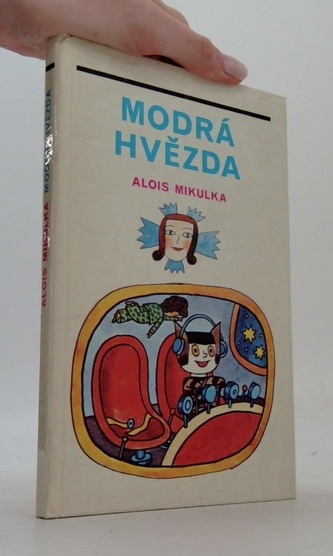 MODRÁ
HVĚZDA
ALOIS MIKULKA
ALOIS MIKULKA MODRÁ HVĚZDA